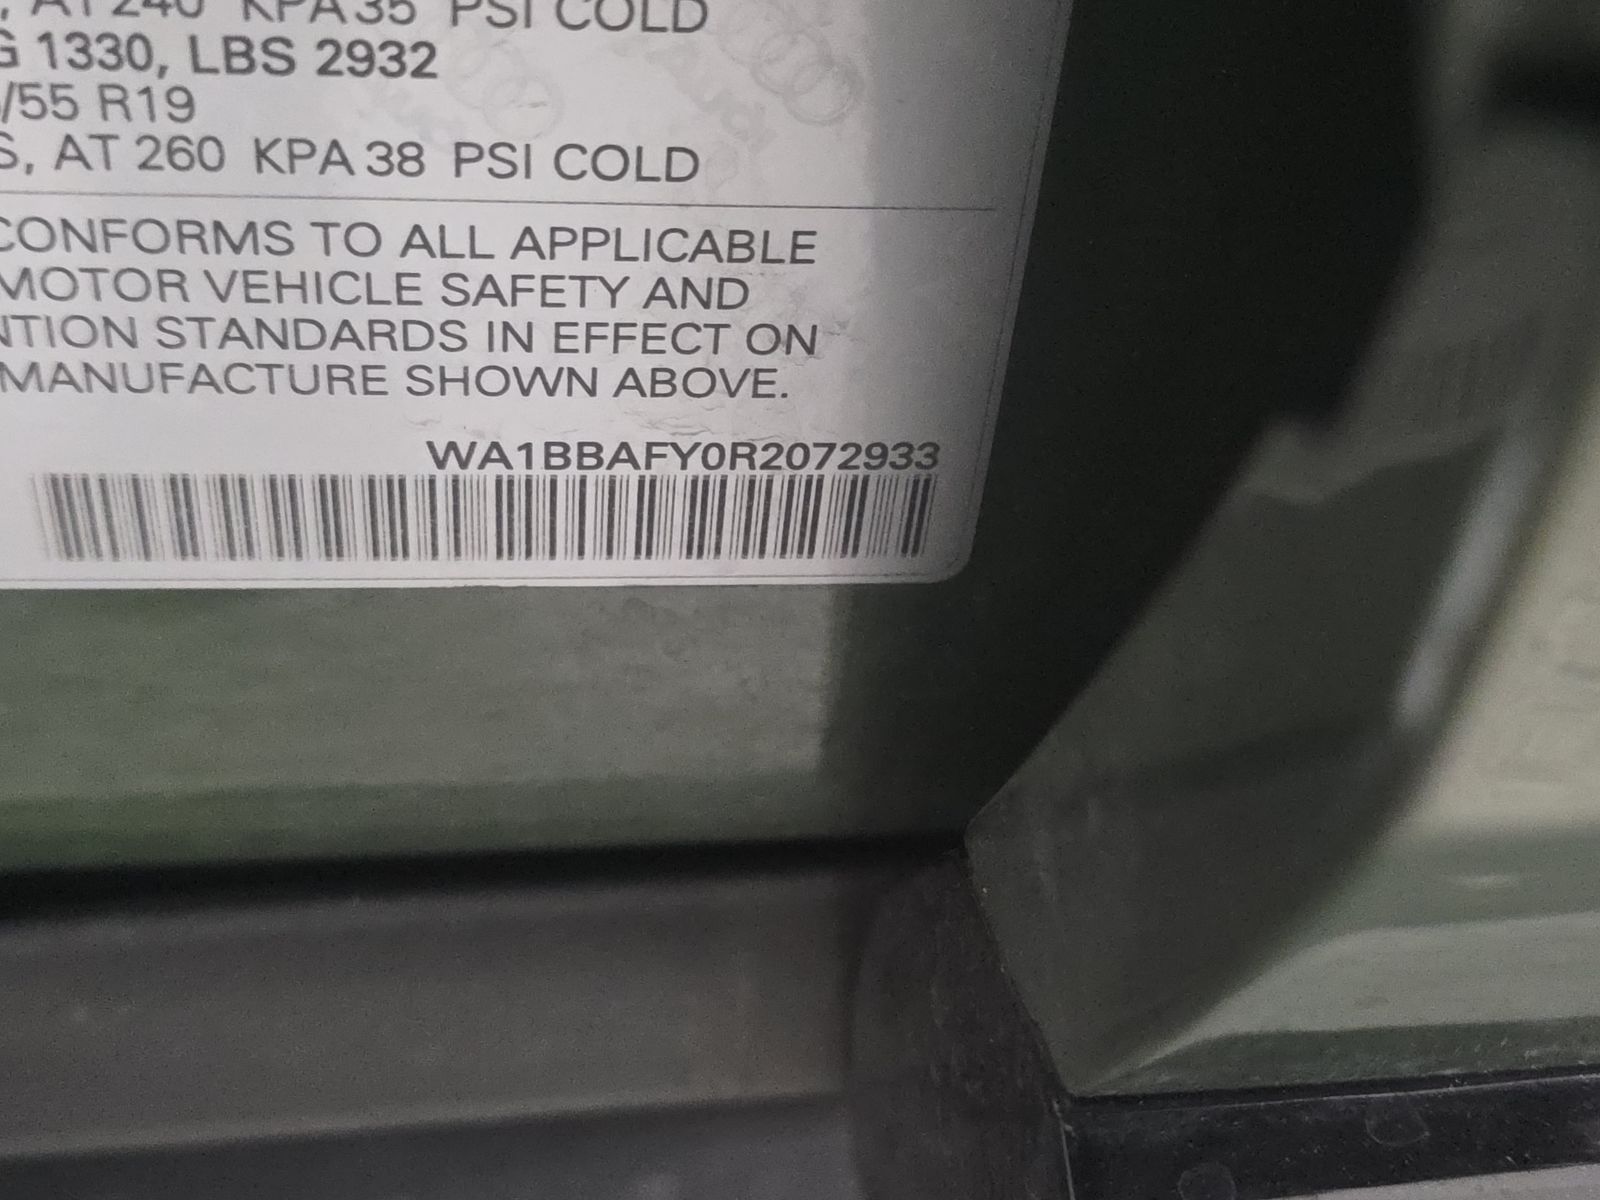 , AT 240 KPA 35 PSI COLD
G 1330, LBS 2932
/55 R19
S, AT 260 KPA 38 PSI COLD
CONFORMS TO ALL APPLICABLE
MOTOR VEHICLE SAFETY AND
NTION STANDARDS IN EFFECT ON
MANUFACTURE SHOWN ABOVE.
WA1BBAFY0R2072933